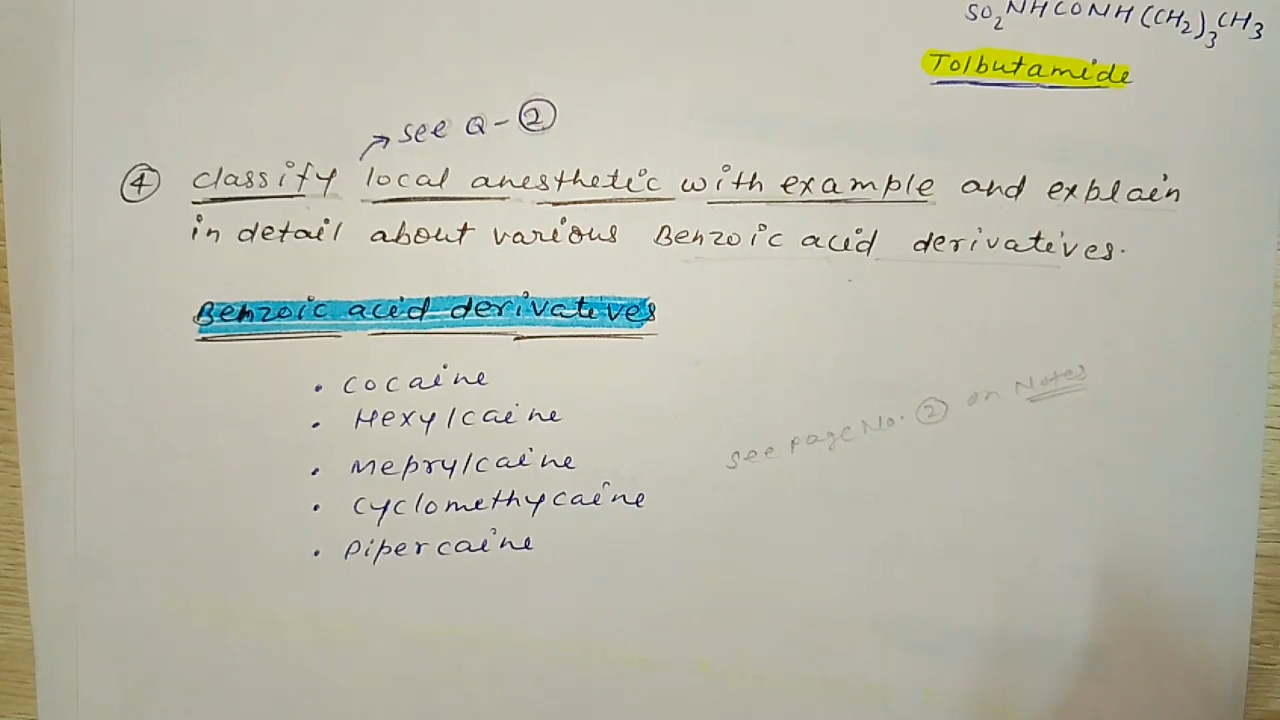 SO2NHCONH(CH2)3CH3
Tolbutamide
see Q-②
④ classify local anesthetic with example and explain
in detail about various Benzoic acid derivatives.
Benzoic acid derivatives
• cocaine
• Hexylcaine
• Meprylcaine
• cyclomethycaine
• Pipercaine
see page No. ② on Notes